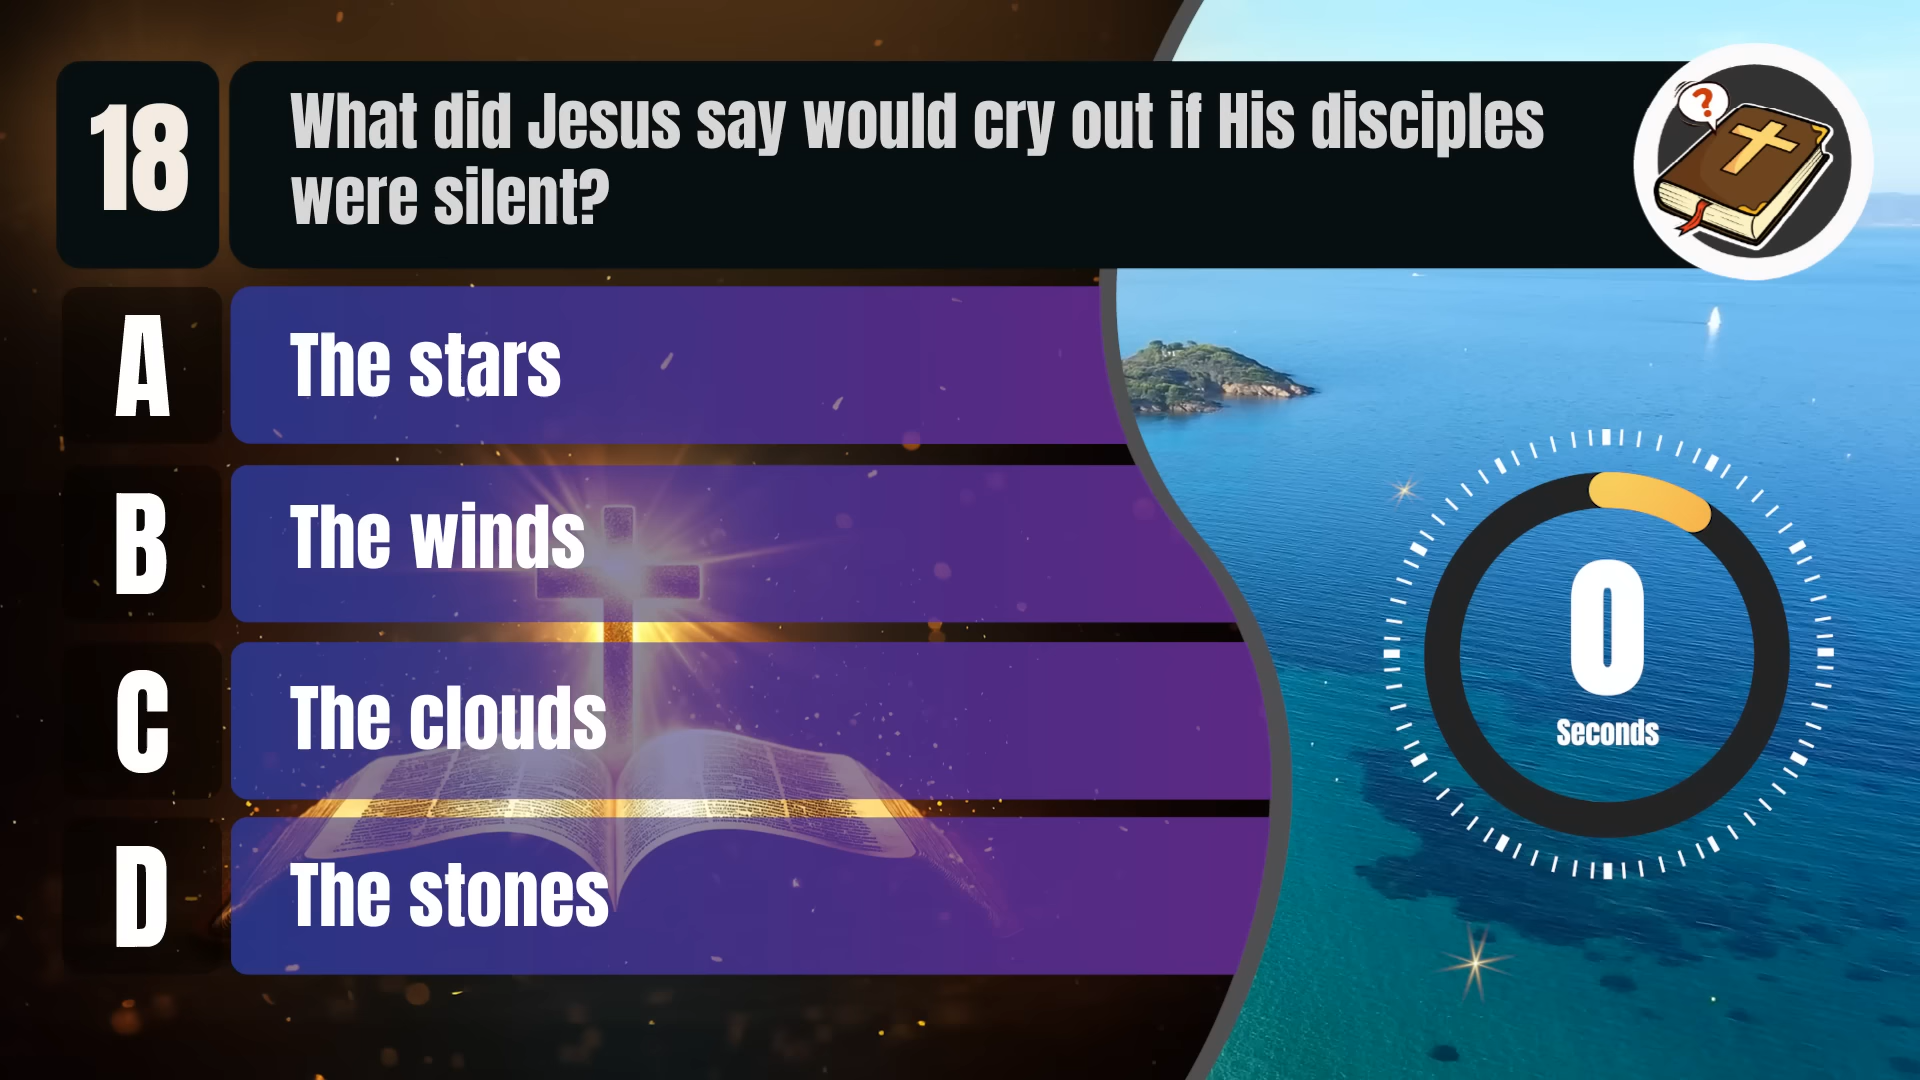 18
What did Jesus say would cry out if His disciples
were silent?
?
A
The stars
B
The winds
C
The clouds
D
The stones
0
Seconds